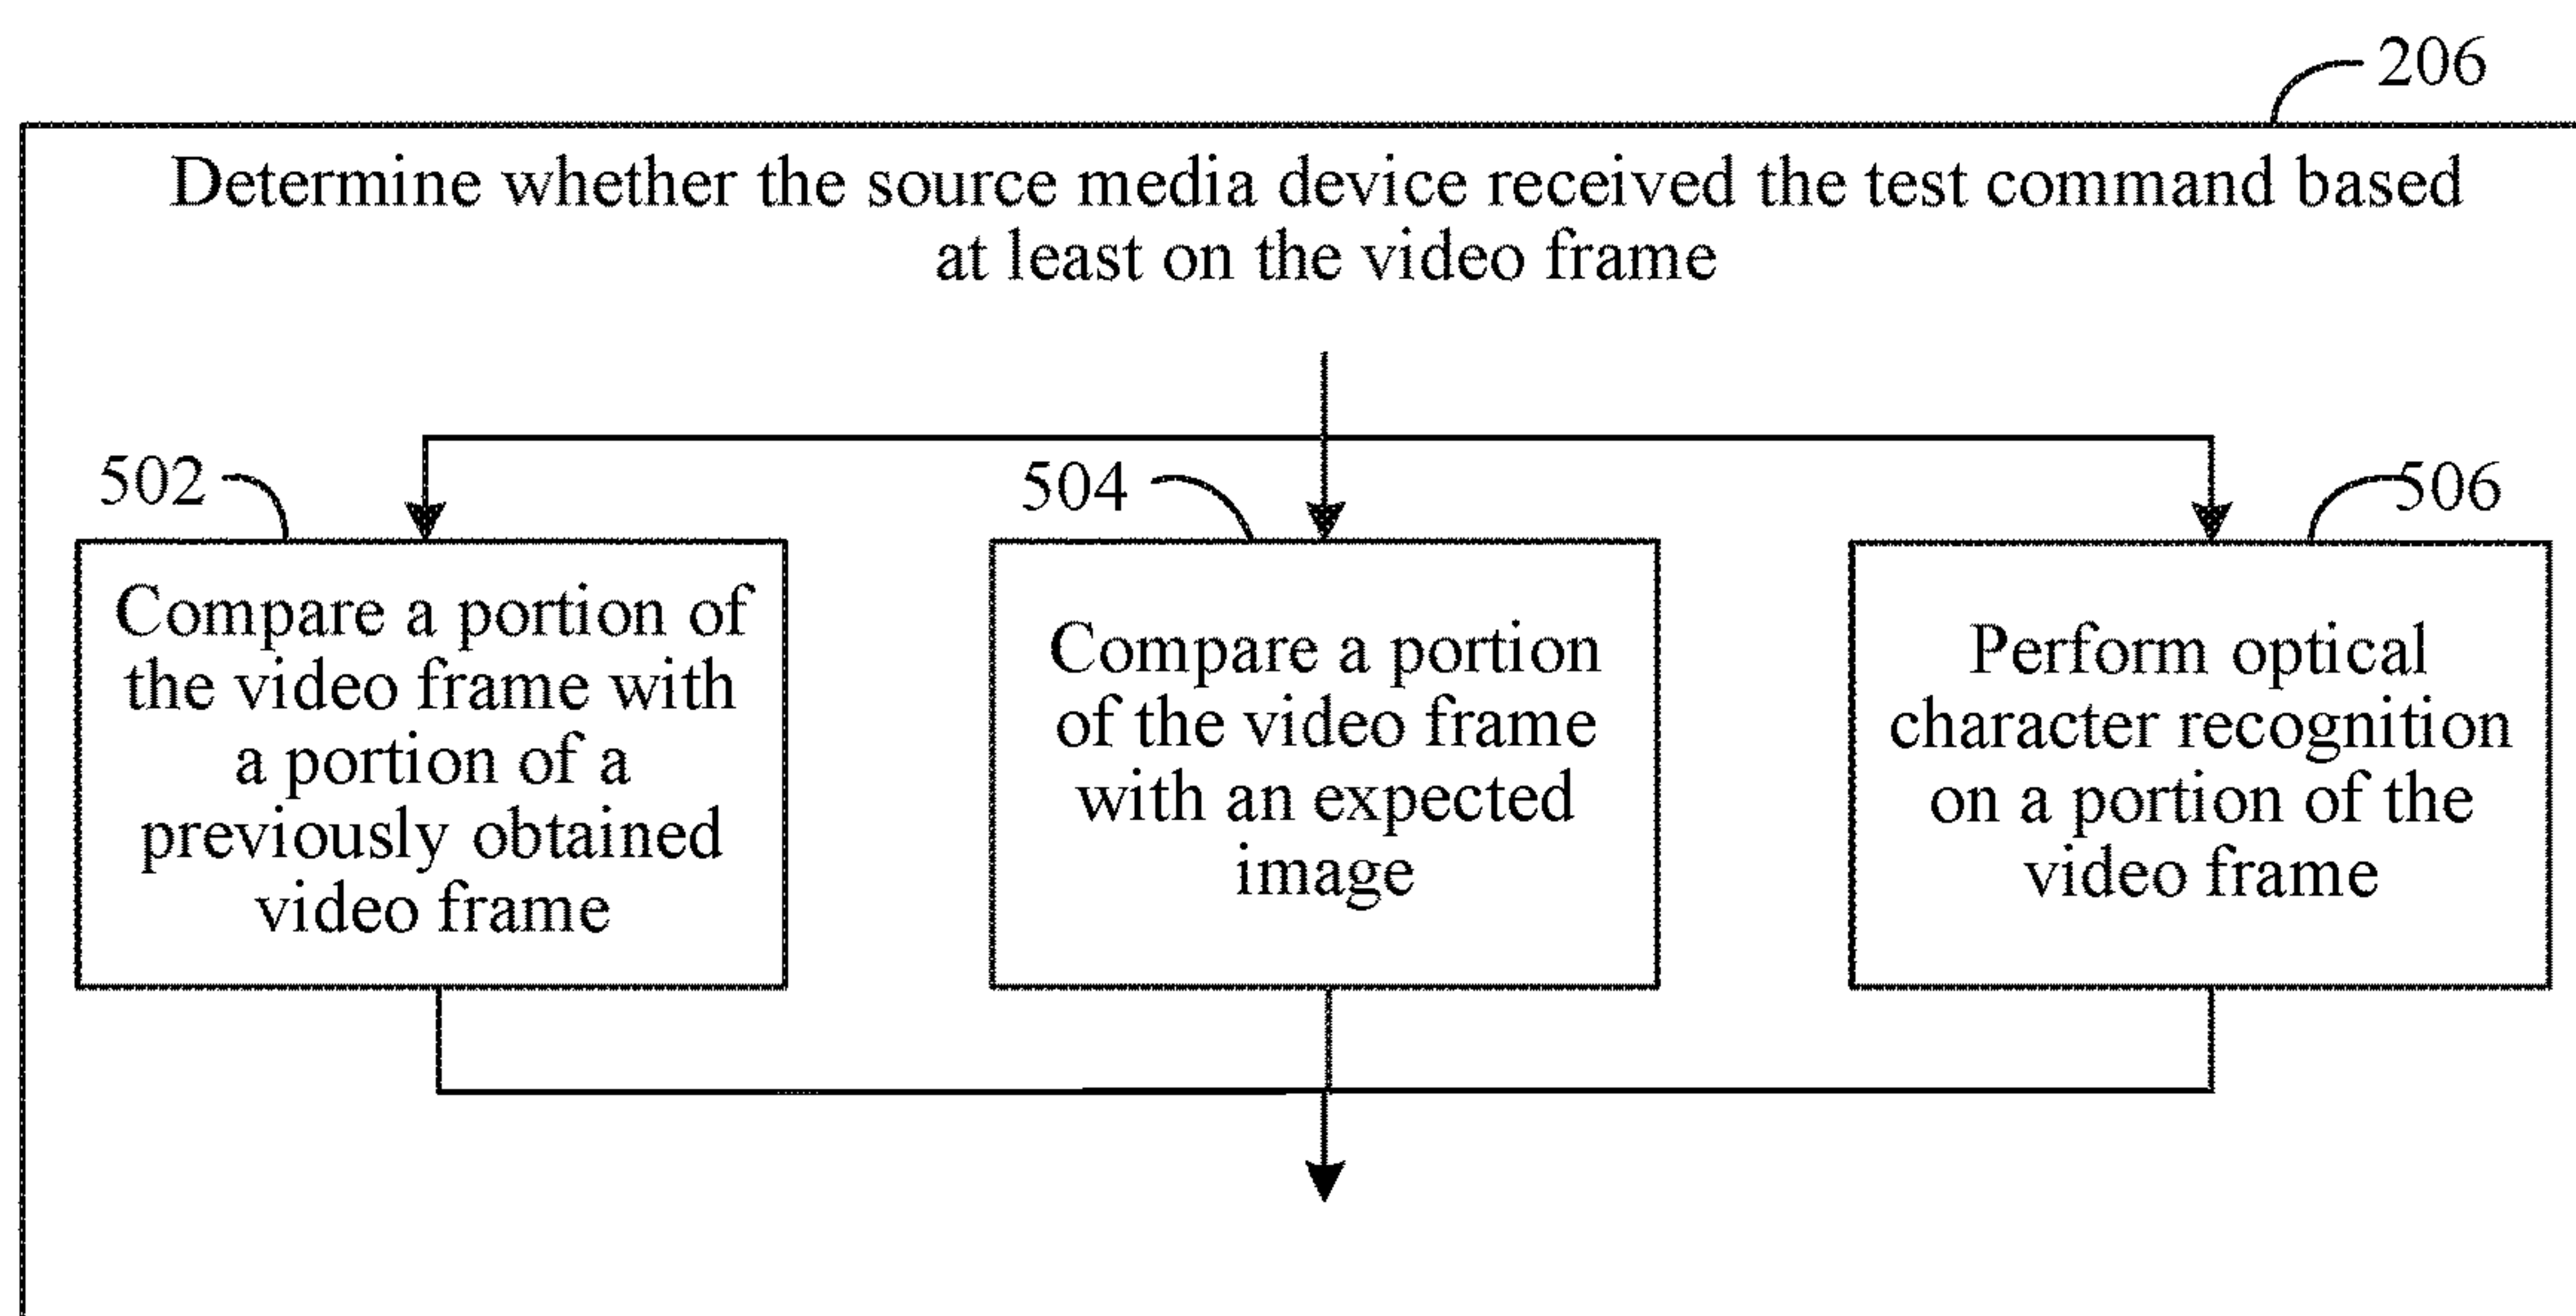 206
Determine whether the source media device received the test command based
at least on the video frame
502
Compare a portion of
the video frame with
a portion of a
previously obtained
video frame
504
Compare a portion
of the video frame
with an expected
image
506
Perform optical
character recognition
on a portion of the
video frame